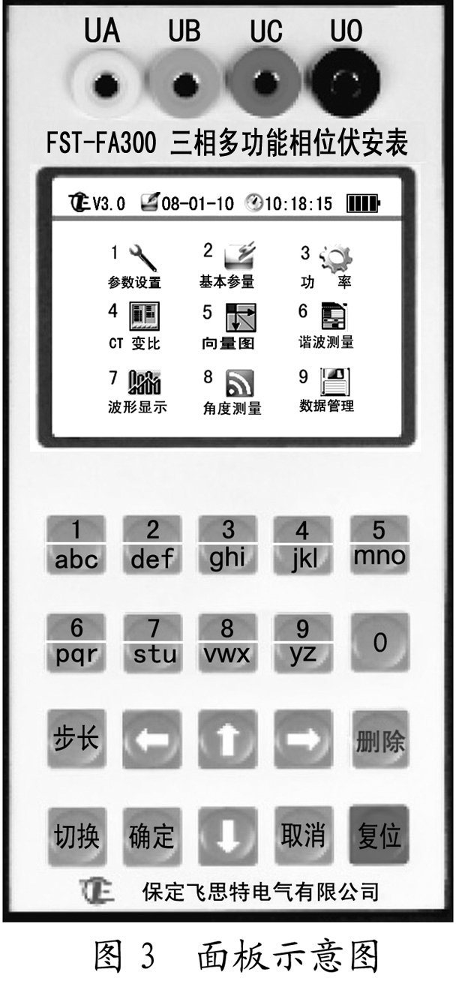 UA UB UC UO
FST-FA300 三相多功能相位伏安表
V3.0 08-01-10 10:18:15
1 2 3
参数设置 基本参量 功 率
4 5 6
CT 变比 向量图 谐波测量
7 8 9
波形显示 角度测量 数据管理
1 2 3 4 5
abc def ghi jkl mno
6 7 8 9 0
pqr stu vwx yz
步长 删除
切换 确定 取消 复位
保定飞思特电气有限公司
图 3 面板示意图